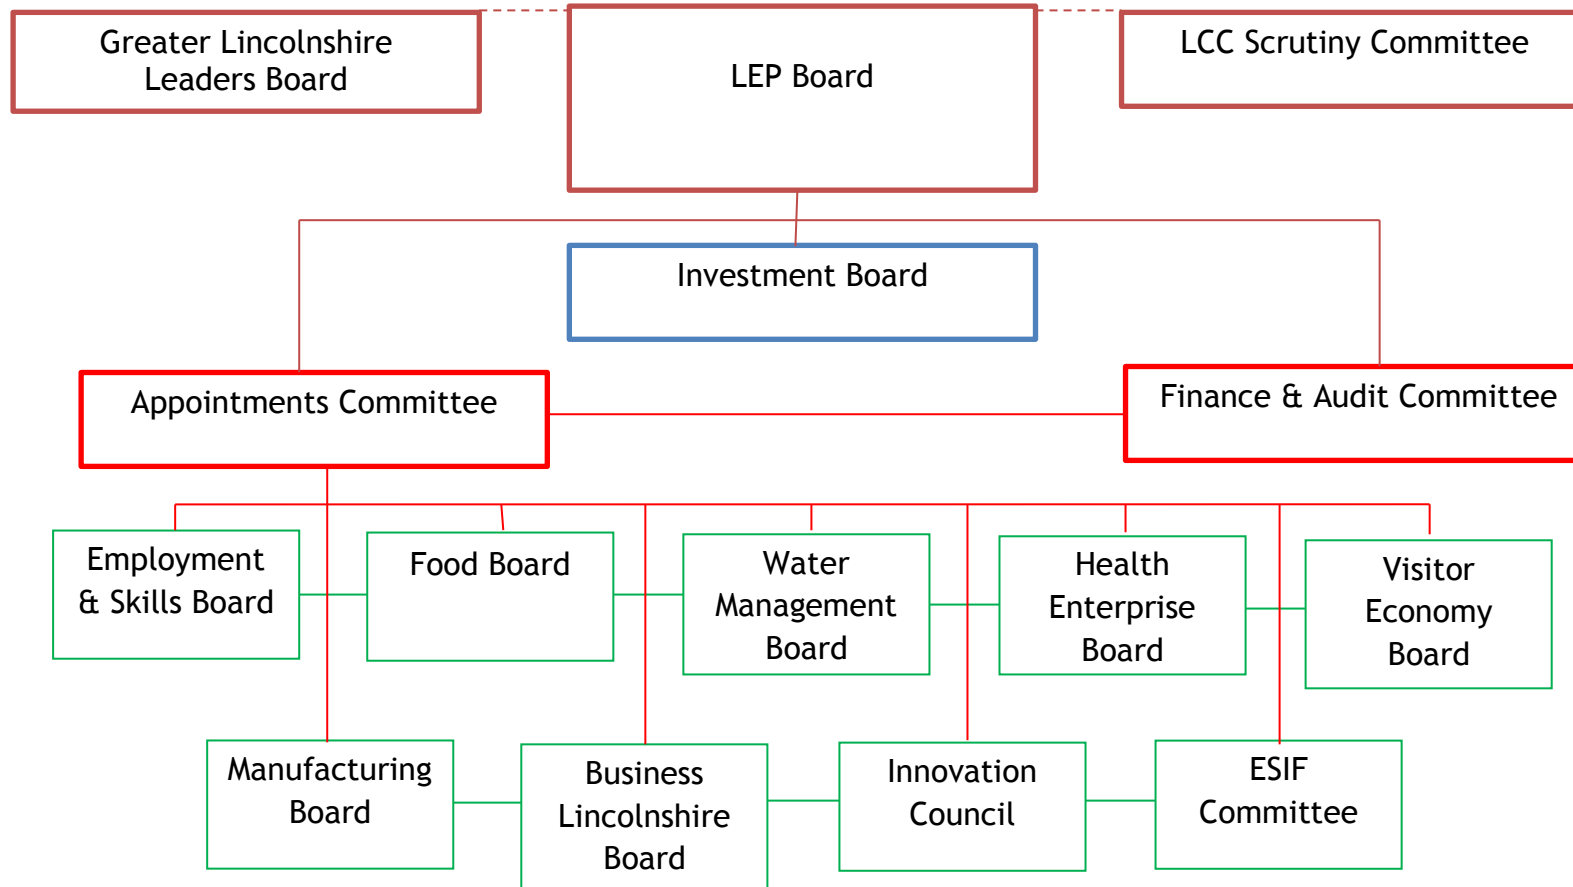 Greater Lincolnshire
Leaders Board
LEP Board
LCC Scrutiny Committee
Investment Board
Appointments Committee
Finance & Audit Committee
Employment
& Skills Board
Food Board
Water
Management
Board
Health
Enterprise
Board
Visitor
Economy
Board
Manufacturing
Board
Business
Lincolnshire
Board
Innovation
Council
ESIF
Committee